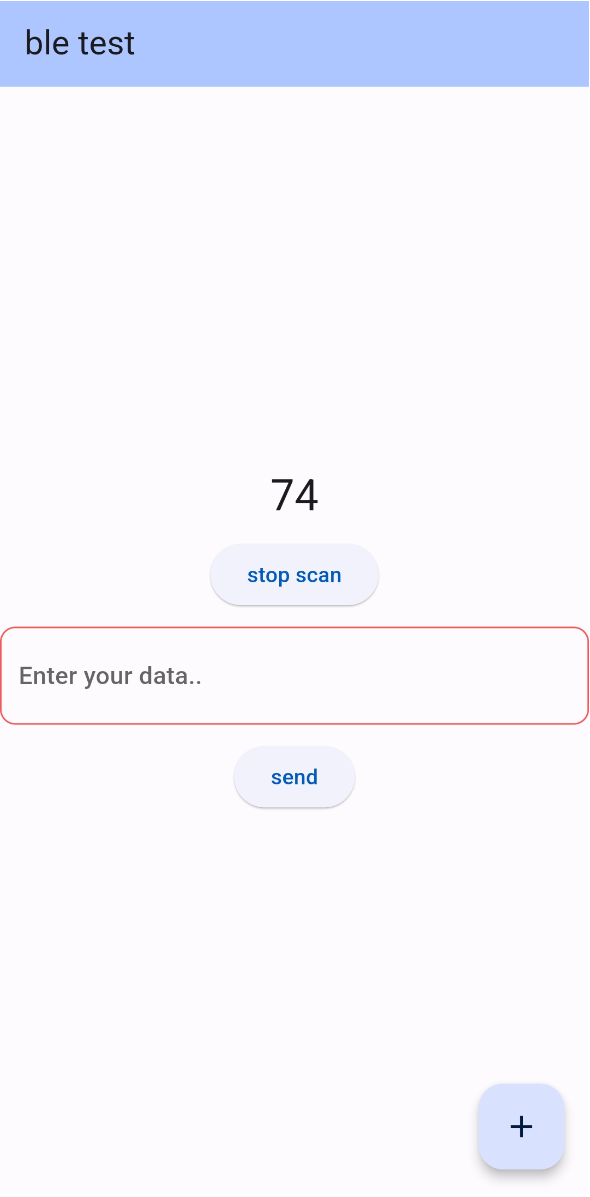 ble test
74
stop scan
Enter your data..
send
+